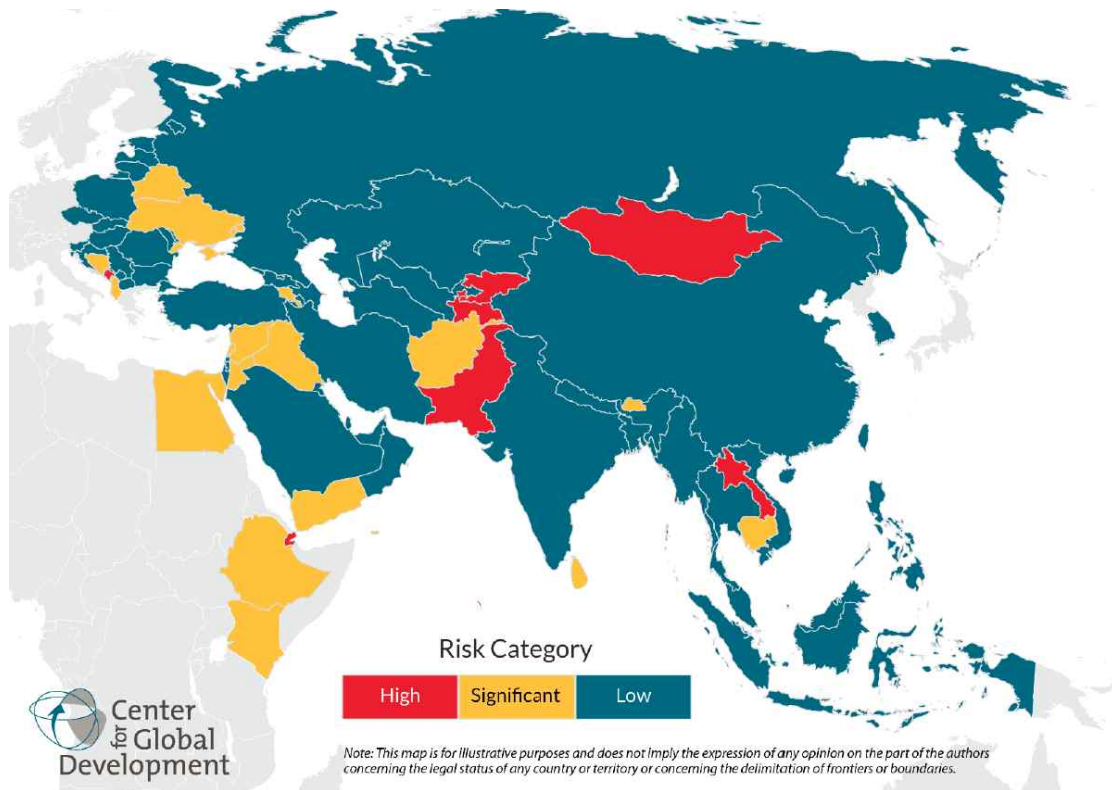 Risk Category
High
Significant
Low
Center
for Global
Development
Note: This map is for illustrative purposes and does not imply the expression of any opinion on the part of the authors
concerning the legal status of any country or territory or concerning the delimitation of frontiers or boundaries.